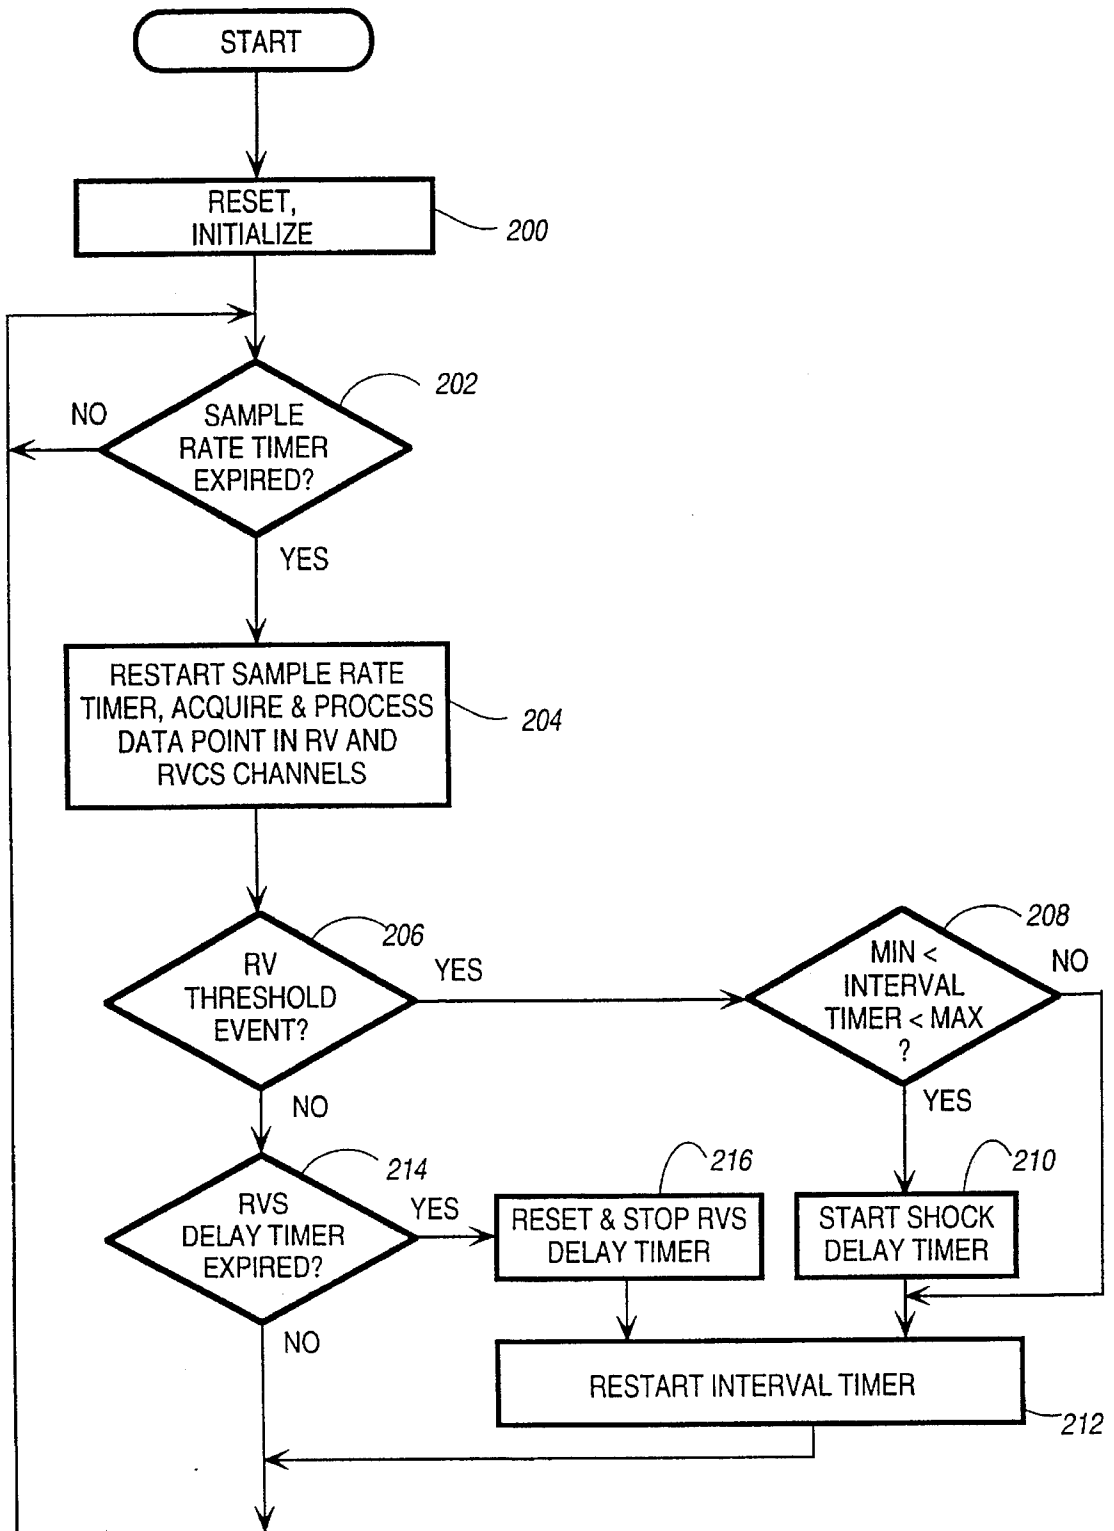 START
RESET,
INITIALIZE
200
202
NO
SAMPLE
RATE TIMER
EXPIRED?
YES
RESTART SAMPLE RATE
TIMER, ACQUIRE & PROCESS
DATA POINT IN RV AND
RVCS CHANNELS
204
206
RV
THRESHOLD
EVENT?
YES
208
MIN <
INTERVAL
TIMER < MAX
?
NO
NO
YES
214
RVS
DELAY TIMER
EXPIRED?
YES
216
RESET & STOP RVS
DELAY TIMER
210
START SHOCK
DELAY TIMER
NO
RESTART INTERVAL TIMER
212